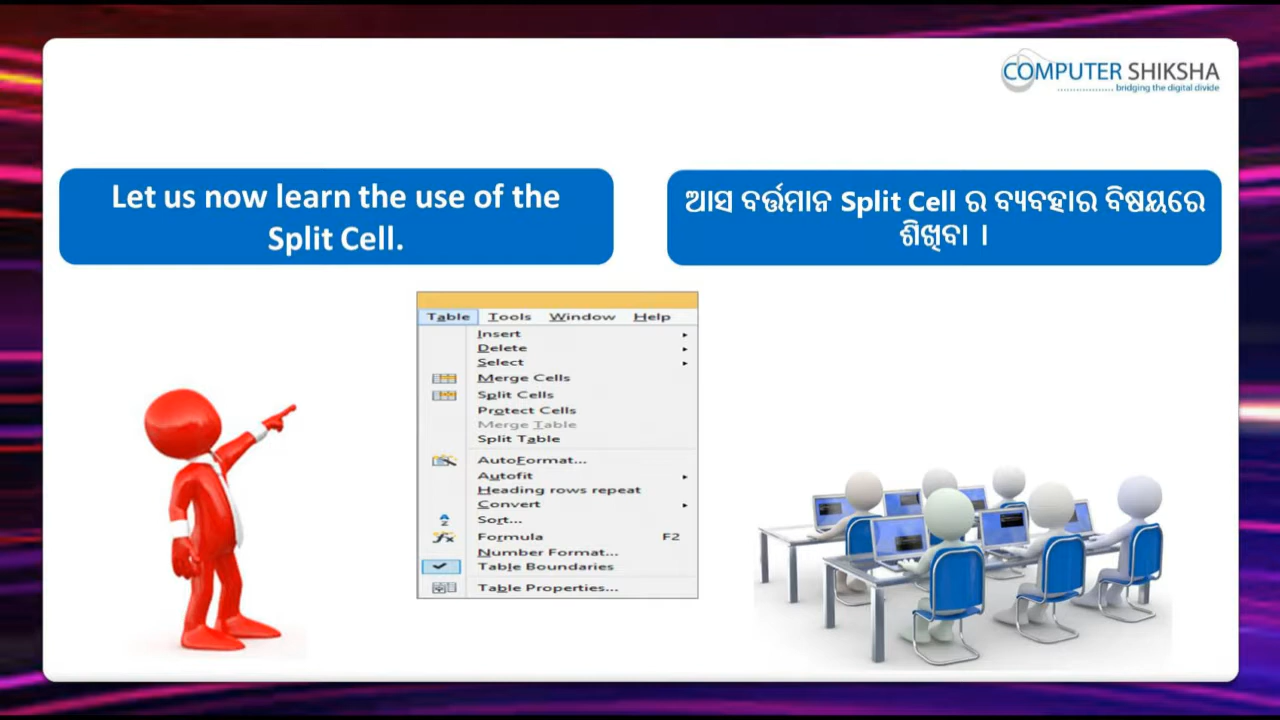 COMPUTER SHIKSHA
bridging the digital divide
Let us now learn the use of the
Split Cell.
ଆସ ବର୍ତ୍ତମାନ Split Cell ର ବ୍ୟବହାର ବିଷୟରେ
ଶିଖିବା ।
Table Tools Window Help
Insert
Delete
Select
Merge Cells
Split Cells
Protect Cells
Merge Table
Split Table
AutoFormat...
Autofit
Heading rows repeat
Convert
Sort...
Formula F2
Number Format...
Table Boundaries
Table Properties...